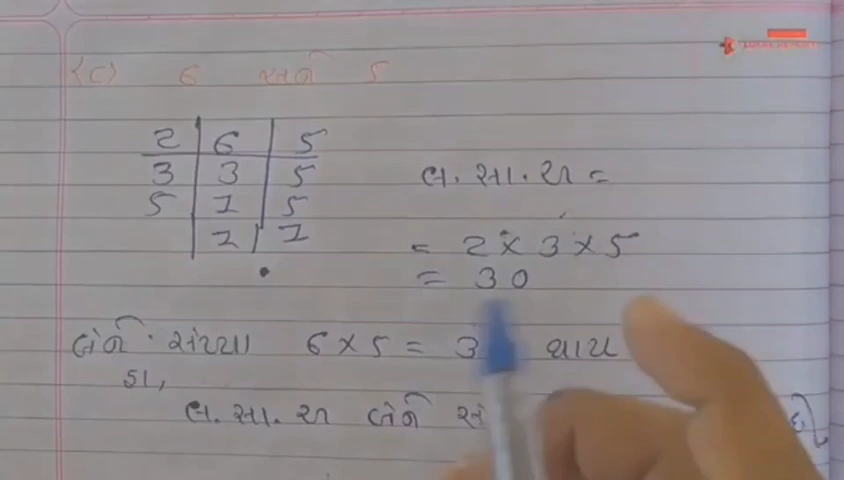 (c) 6 અને 5
2 6 5
3 3 5
5 1 5
1 1
લ.સા.અ =
= 2 × 3 × 5
= 30
બંને સંખ્યા 6 × 5 = 3 થાય
હા,
લ.સા.અ બંને